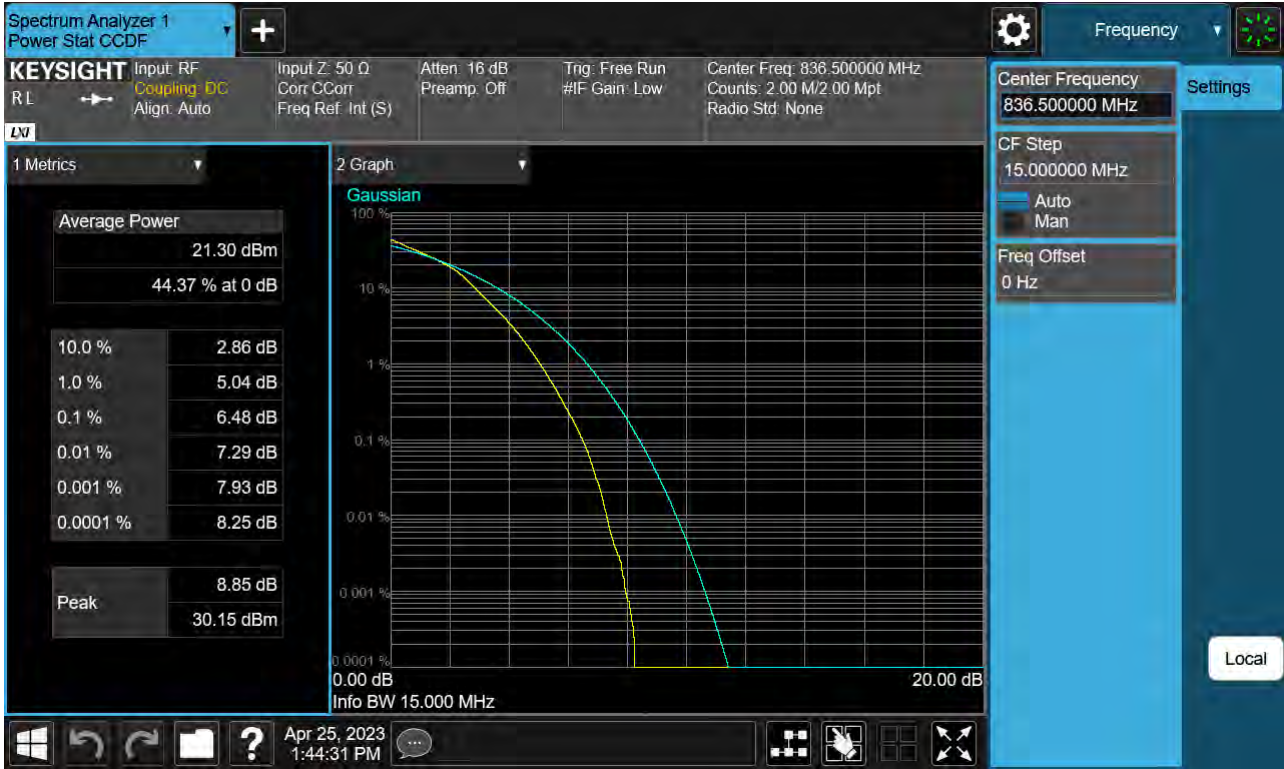 Spectrum Analyzer 1
Power Stat CCDF
Frequency
KEYSIGHT
RL
LXI
Input: RF
Coupling: DC
Align: Auto
Input Z: 50 Ω
Corr CCorr
Freq Ref: Int (S)
Atten: 16 dB
Preamp: Off
Trig: Free Run
#IF Gain: Low
Center Freq: 836.500000 MHz
Counts: 2.00 M/2.00 Mpt
Radio Std: None
Center Frequency
836.500000 MHz
Settings
CF Step
15.000000 MHz
Auto
Man
Freq Offset
0 Hz
1 Metrics
Average Power
21.30 dBm
44.37 % at 0 dB
10.0 % 2.86 dB
1.0 % 5.04 dB
0.1 % 6.48 dB
0.01 % 7.29 dB
0.001 % 7.93 dB
0.0001 % 8.25 dB
Peak
8.85 dB
30.15 dBm
2 Graph
Gaussian
100 %
10 %
1 %
0.1 %
0.01 %
0.001 %
0.0001 %
0.00 dB 20.00 dB
Info BW 15.000 MHz
Local
? Apr 25, 2023
1:44:31 PM